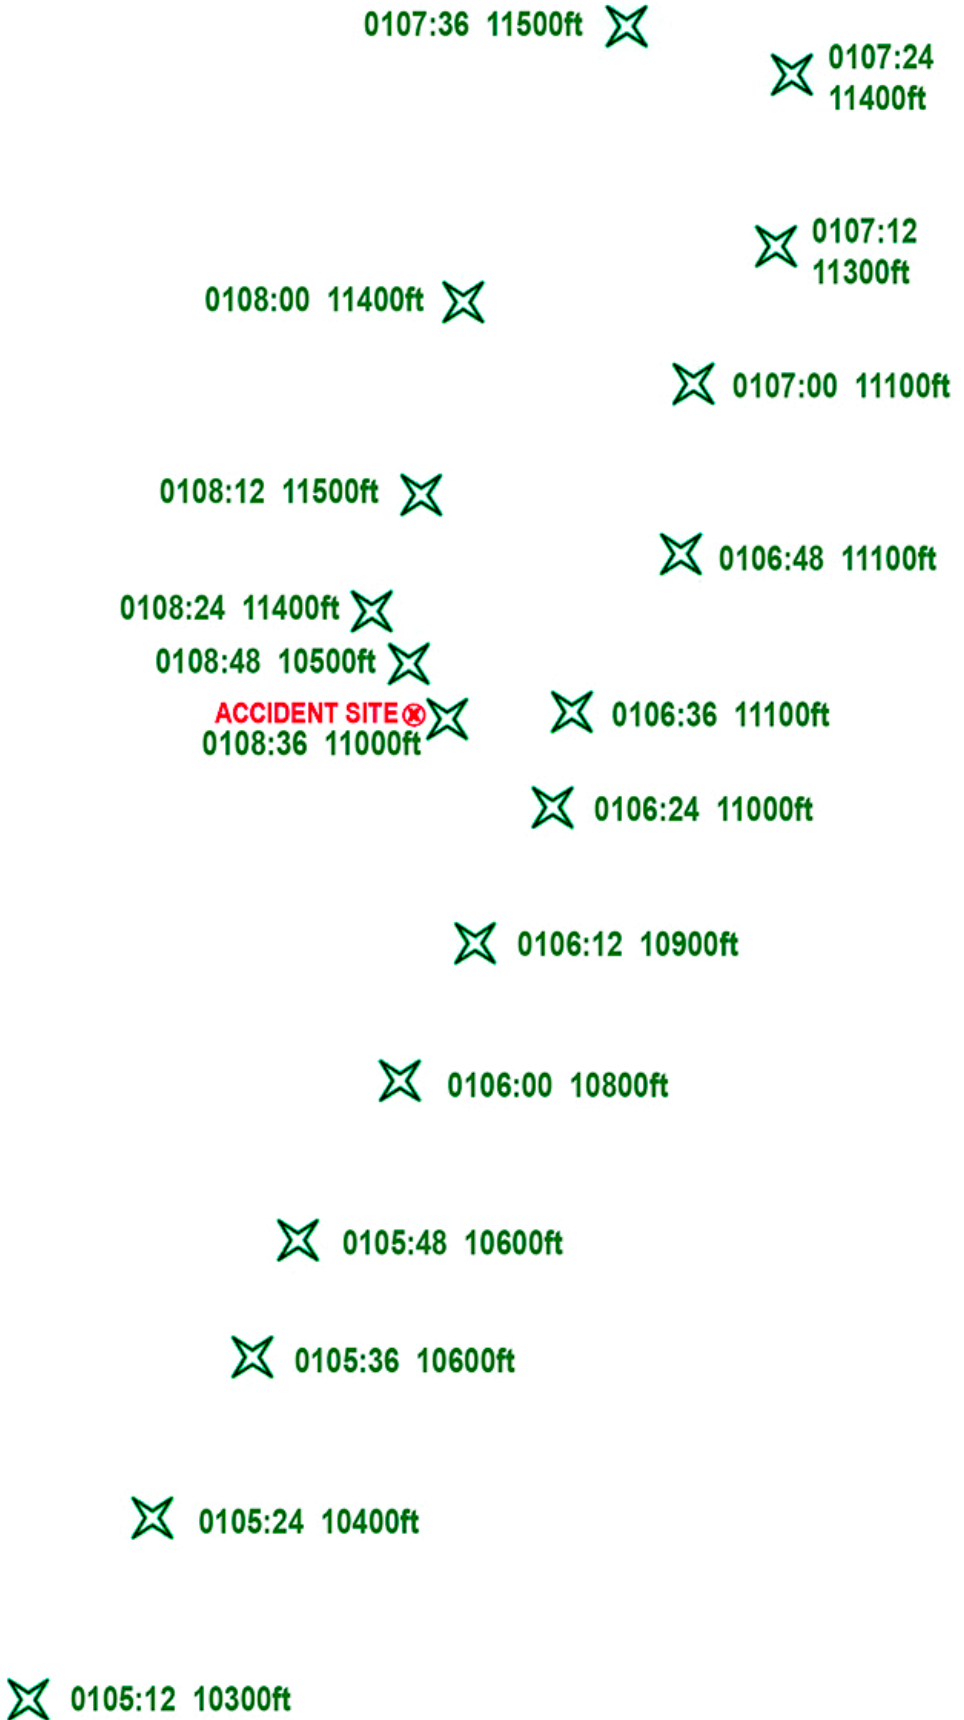 0107:36 11500ft
0107:24
11400ft
0107:12
11300ft
0108:00 11400ft
0107:00 11100ft
0108:12 11500ft
0106:48 11100ft
0108:24 11400ft
0108:48 10500ft
ACCIDENT SITE
0106:36 11100ft
0108:36 11000ft
0106:24 11000ft
0106:12 10900ft
0106:00 10800ft
0105:48 10600ft
0105:36 10600ft
0105:24 10400ft
0105:12 10300ft